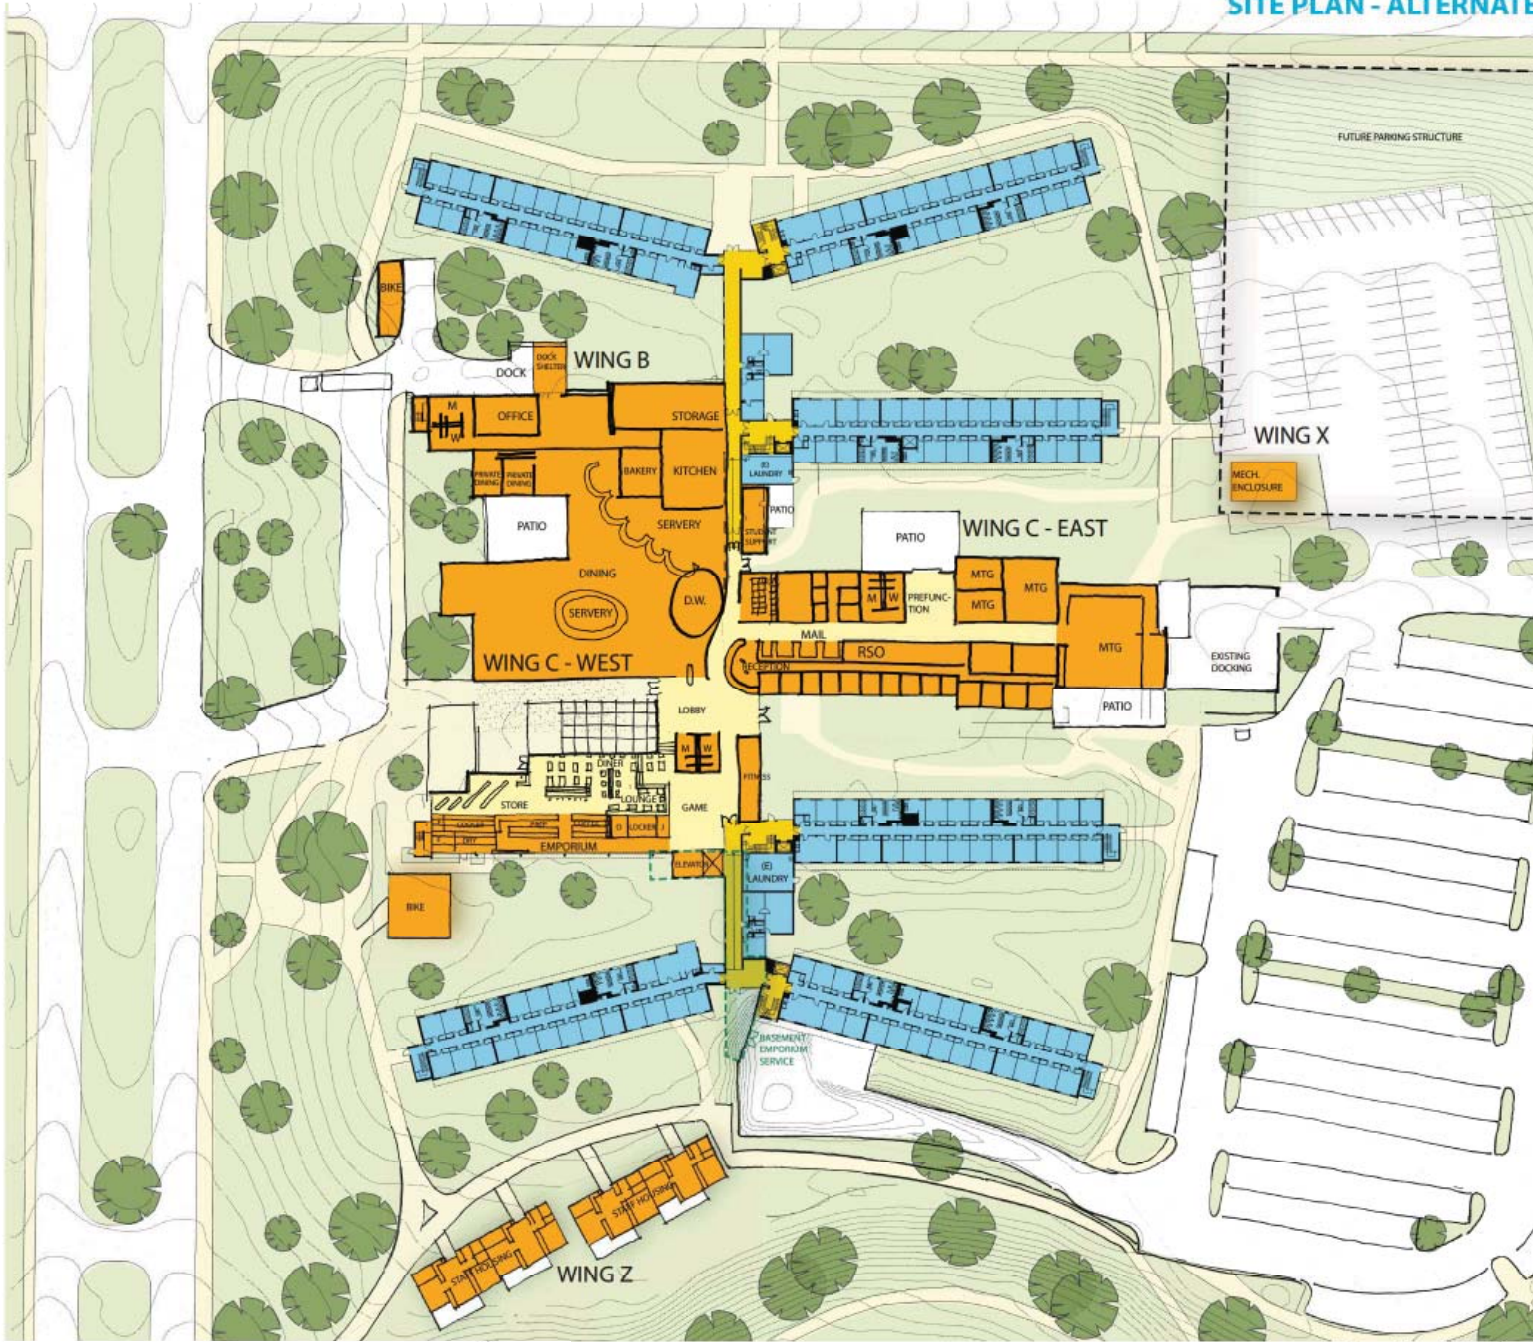 SITE PLAN - ALTERNATE
FUTURE PARKING STRUCTURE
BIKE
DOCK
SHELTER
WING B
DOCK
M
W
OFFICE
STORAGE
WING X
PRIVATE
DINING
PRIVATE
DINING
BAKERY
KITCHEN
(E)
LAUNDRY
MECH.
ENCLOSURE
PATIO
SERVERY
PATIO
STUDENT
SUPPORT
PATIO
WING C - EAST
DINING
SERVERY
D.W.
M
W
PREFUNC-
TION
MTG
MTG
MTG
MAIL
RSO
MTG
EXISTING
DOCKING
WING C - WEST
RECEPTION
PATIO
LOBBY
M
W
DINER
FITNESS
STORE
LOUNGE
GAME
DRY
D
LOCKER
J
EMPORIUM
ELEVATOR
(E)
LAUNDRY
BIKE
BASEMENT
EMPORIUM
SERVICE
STAFF HOUSING
STAFF HOUSING
WING Z